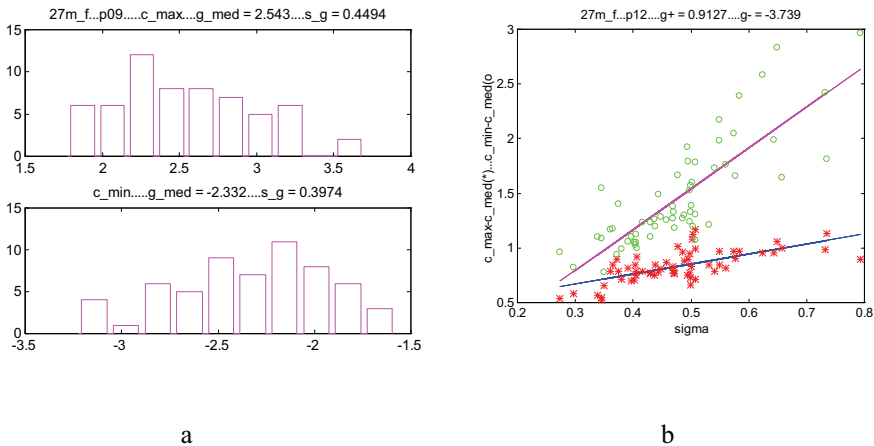 27m_f...p09.....c_max....g_med = 2.543....s_g = 0.4494
15
10
5
0
1.5 2 2.5 3 3.5 4
c_min.....g_med = -2.332....s_g = 0.3974
15
10
5
0
-3.5 -3 -2.5 -2 -1.5
a
27m_f...p12....g+ = 0.9127....g- = -3.739
c_max-c_med(*)...c_min-c_med(o
3
2.5
2
1.5
1
0.5
0.2 0.3 0.4 0.5 0.6 0.7 0.8
sigma
b